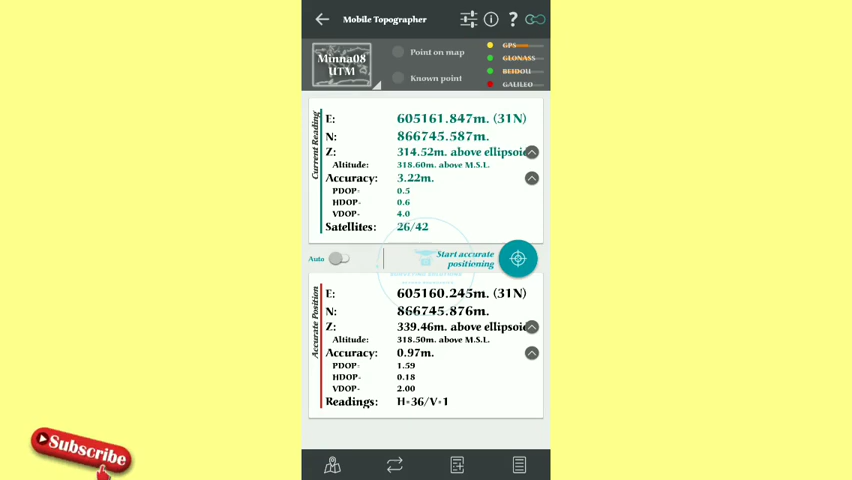 Mobile Topographer
Minna08
UTM
Point on map
Known point
GPS
GLONASS
BEIDOU
GALILEO
Current Reading
E: 605161.847m. (31N)
N: 866745.587m.
Z: 314.52m. above ellipsoi
Altitude: 318.60m. above M.S.L.
Accuracy: 3.22m.
PDOP= 0.5
HDOP= 0.6
VDOP= 4.0
Satellites: 26/42
Auto
Start accurate
positioning
SURVEYING SOLUTIONS
Accurate Position
E: 605160.245m. (31N)
N: 866745.876m.
Z: 339.46m. above ellipsoi
Altitude: 318.50m. above M.S.L.
Accuracy: 0.97m.
PDOP= 1.59
HDOP= 0.18
VDOP= 2.00
Readings: H=36/V=1
Subscribe